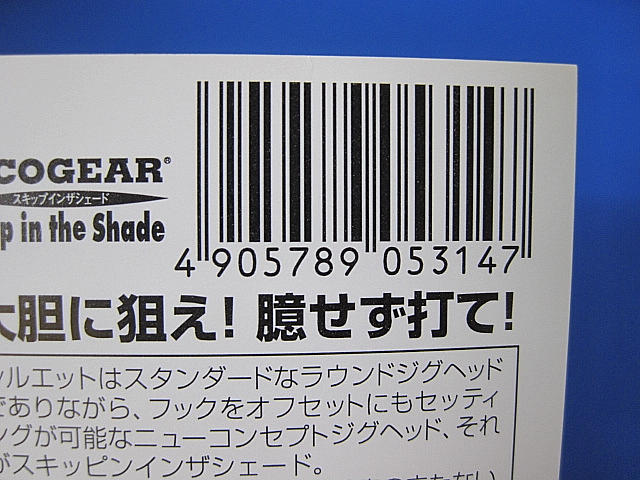 COGEAR®
スキップインザシェード
p in the Shade
4 905789 053147
大胆に狙え! 臆せず打て!
シルエットはスタンダードなラウンドジグヘッド
でありながら、フックをオフセットにもセッティ
ングが可能なニューコンセプトジグヘッド、それ
がスキッピンインザシェード。